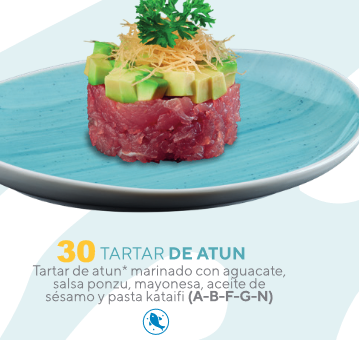 30 TARTAR DE ATUN
Tartar de atun* marinado con aguacate,
salsa ponzu, mayonesa, aceite de
sésamo y pasta kataifi (A-B-F-G-N)